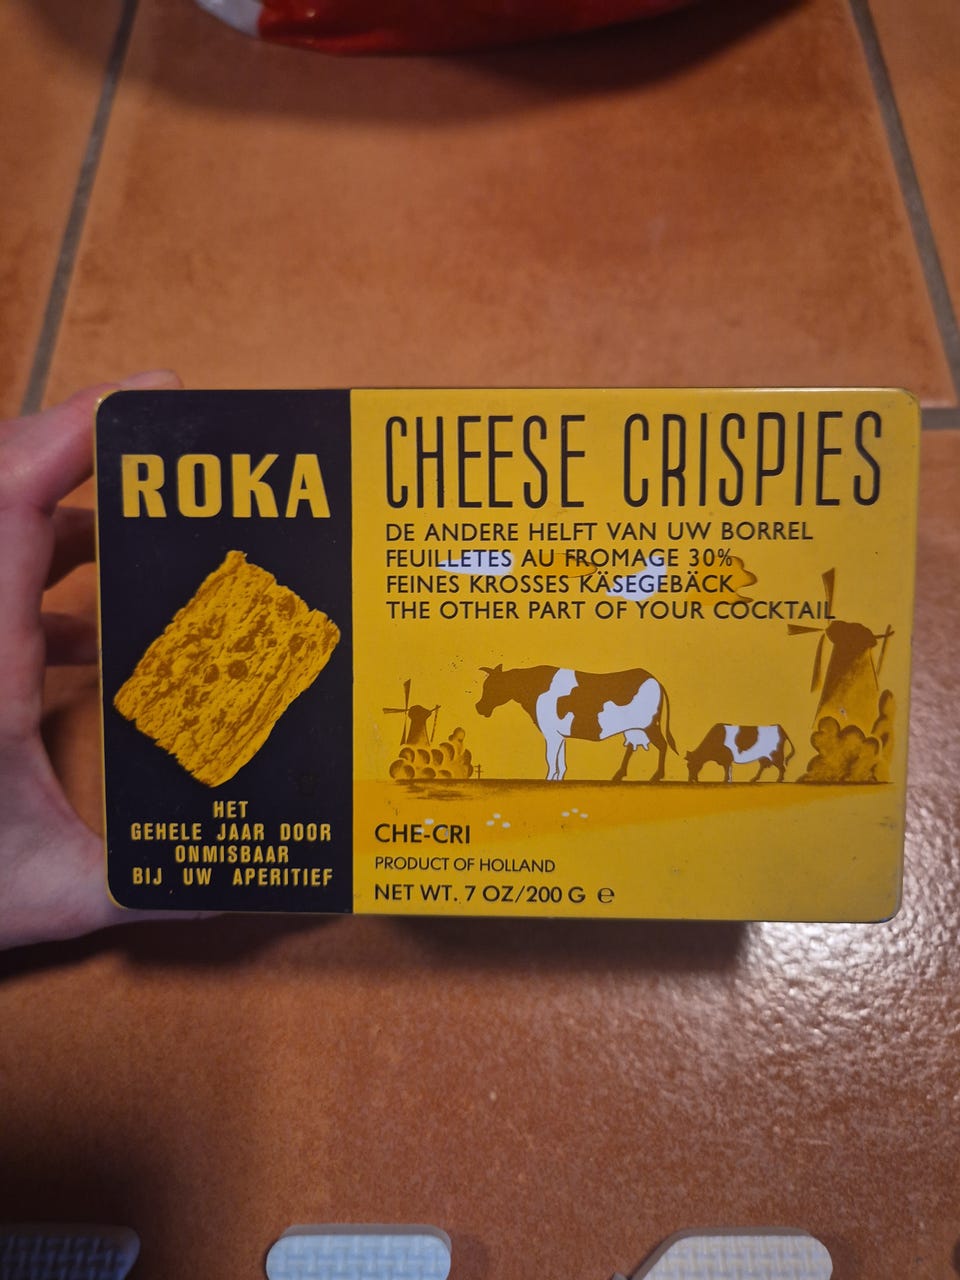 ROKA
HET
GEHELE JAAR DOOR
ONMISBAAR
BIJ UW APERITIEF
CHEESE CRISPIES
DE ANDERE HELFT VAN UW BORREL
FEUILLETES AU FROMAGE 30%
FEINES KROSSES KÄSEGEBÄCK
THE OTHER PART OF YOUR COCKTAIL
CHE-CRI
PRODUCT OF HOLLAND
NET WT. 7 OZ/200 G ℮